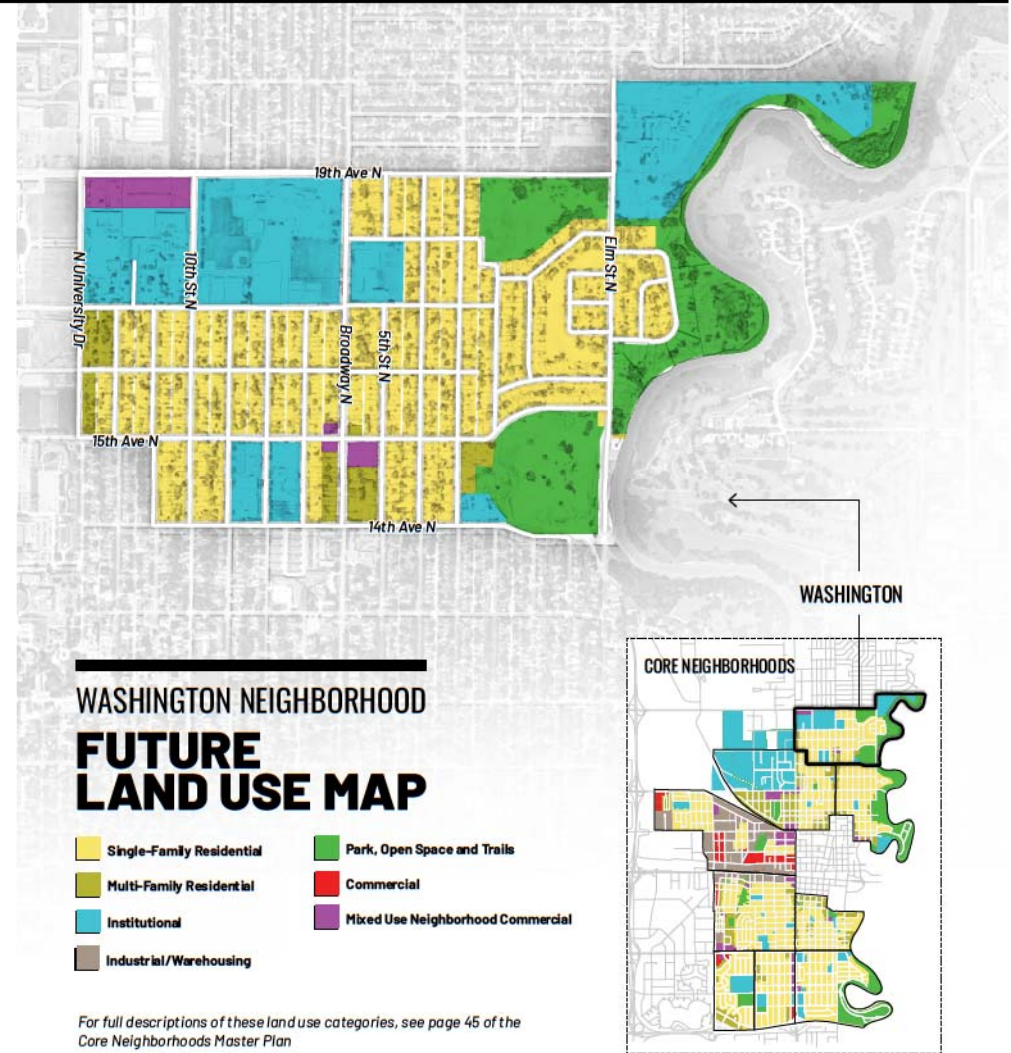 19th Ave N
N University Dr
10th St N
Elm St N
Broadway N
5th St N
15th Ave N
14th Ave N
WASHINGTON
CORE NEIGHBORHOODS
WASHINGTON NEIGHBORHOOD
FUTURE
LAND USE MAP
Single-Family Residential
Multi-Family Residential
Institutional
Industrial/Warehousing
Park, Open Space and Trails
Commercial
Mixed Use Neighborhood Commercial
For full descriptions of these land use categories, see page 45 of the
Core Neighborhoods Master Plan